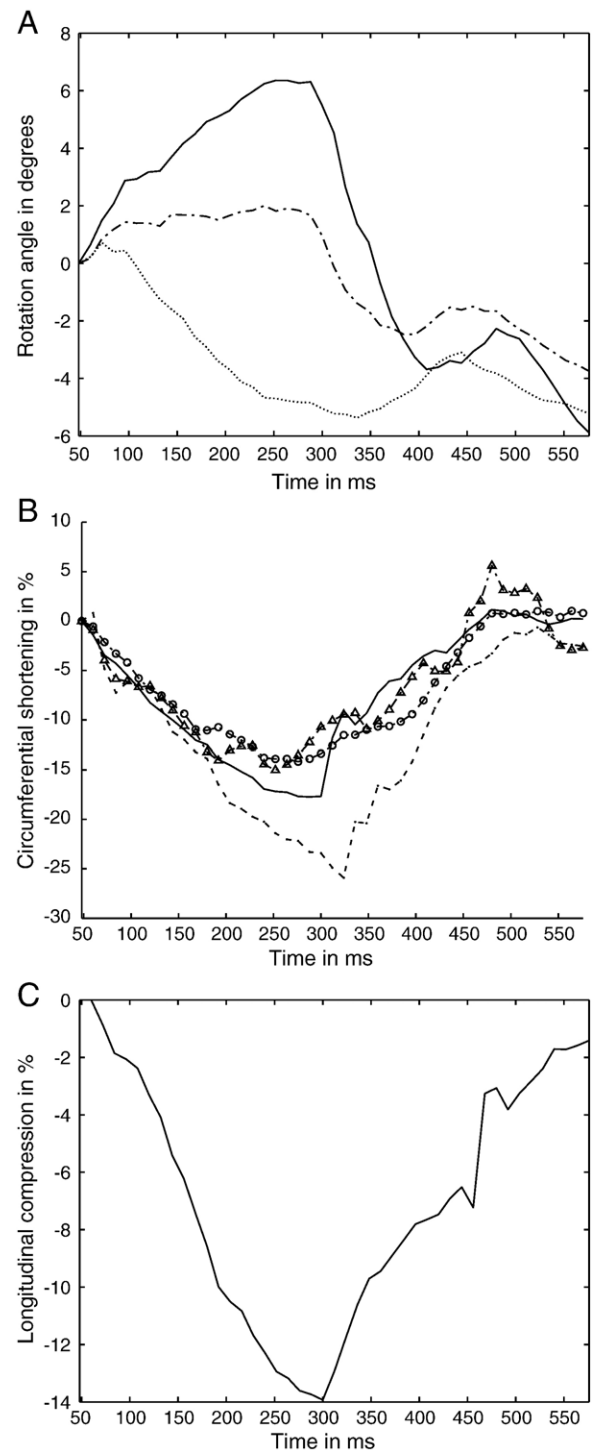 A
8
6
4
2
0
-2
-4
-6
Rotation angle in degrees
50 100 150 200 250 300 350 400 450 500 550
Time in ms
B
10
5
0
-5
-10
-15
-20
-25
-30
Circumferential shortening in %
50 100 150 200 250 300 350 400 450 500 550
Time in ms
C
0
-2
-4
-6
-8
-10
-12
-14
Longitudinal compression in %
50 100 150 200 250 300 350 400 450 500 550
Time in ms